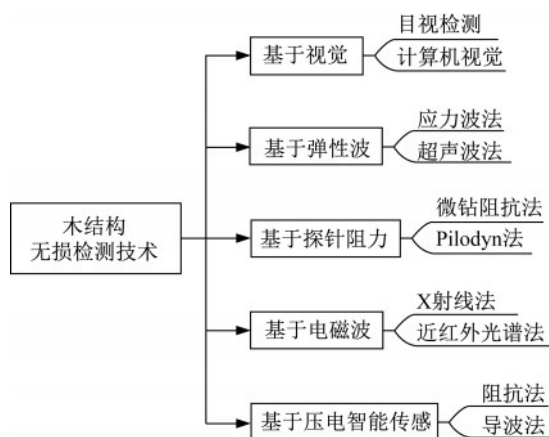 木结构
无损检测技术
基于视觉
目视检测
计算机视觉
基于弹性波
应力波法
超声波法
基于探针阻力
微钻阻抗法
Pilodyn法
基于电磁波
X射线法
近红外光谱法
基于压电智能传感
阻抗法
导波法